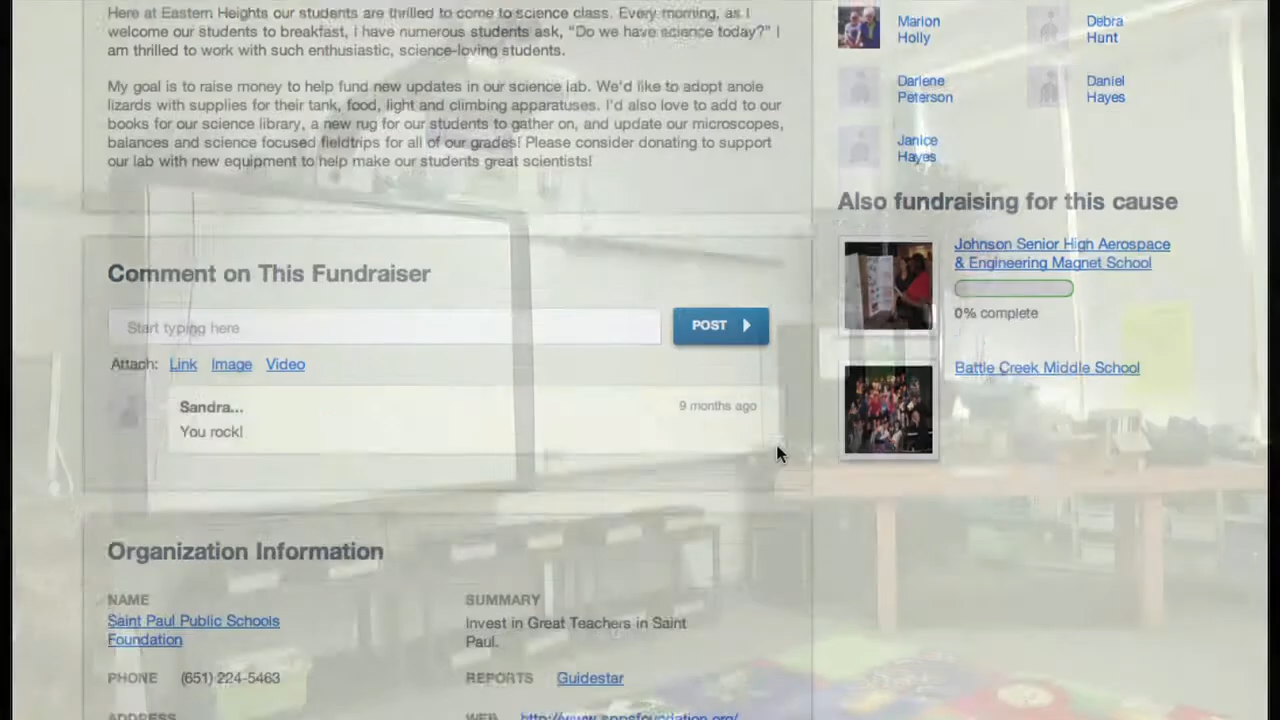 Here at Eastern Heights our students are thrilled to come to science class. Every morning, as I
welcome our students to breakfast, I have numerous students ask, “Do we have science today?” I
am thrilled to work with such enthusiastic, science-loving students.
My goal is to raise money to help fund new updates in our science lab. We'd like to adopt anole
lizards with supplies for their tank, food, light and climbing apparatuses. I'd also love to add to our
books for our science library, a new rug for our students to gather on, and update our microscopes,
balances and science focused fieldtrips for all of our grades! Please consider donating to support
our lab with new equipment to help make our students great scientists!
Comment on This Fundraiser
Start typing here
POST
Attach: Link Image Video
Sandra...
9 months ago
You rock!
Organization Information
NAME
Saint Paul Public Schools
Foundation
SUMMARY
Invest in Great Teachers in Saint
Paul.
PHONE (651) 224-5463
REPORTS Guidestar
ADDRESS
WEB http://www.sppsfoundation.org/
Marion
Holly
Debra
Hunt
Darlene
Peterson
Daniel
Hayes
Janice
Hayes
Also fundraising for this cause
Johnson Senior High Aerospace
& Engineering Magnet School
0% complete
Battle Creek Middle School